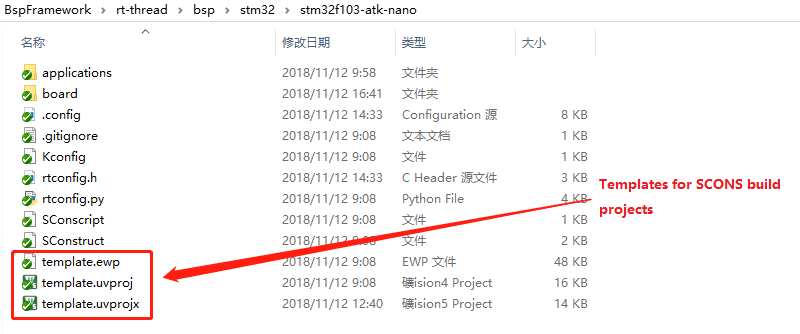 BspFramework > rt-thread > bsp > stm32 > stm32f103-atk-nano
名称 修改日期 类型 大小
applications 2018/11/12 9:58 文件夹
board 2018/11/12 16:41 文件夹
.config 2018/11/12 14:33 Configuration 源 8 KB
.gitignore 2018/11/12 9:08 文本文档 1 KB
Kconfig 2018/11/12 9:08 文件 1 KB
rtconfig.h 2018/11/12 14:33 C Header 源文件 3 KB
rtconfig.py 2018/11/12 9:08 Python File 4 KB
Templates for SCONS build
projects
SConscript 2018/11/12 9:08 文件 1 KB
SConstruct 2018/11/12 9:08 文件 2 KB
template.ewp 2018/11/12 9:08 EWP 文件 48 KB
template.uvproj 2018/11/12 9:08 礦ision4 Project 16 KB
template.uvprojx 2018/11/12 12:40 礦ision5 Project 14 KB